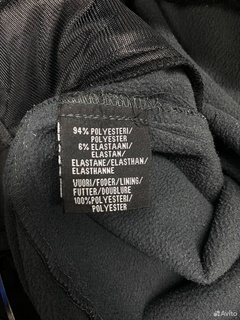 94% POLYESTERI/
POLYESTER
6% ELASTAANI/
ELASTAN/
ELASTANE/ELASTHAN/
ELASTHANNE
VUORI/FODER/LINING/
FUTTER/DOUBLURE
100%POLYESTERI/
POLYESTER
Avito